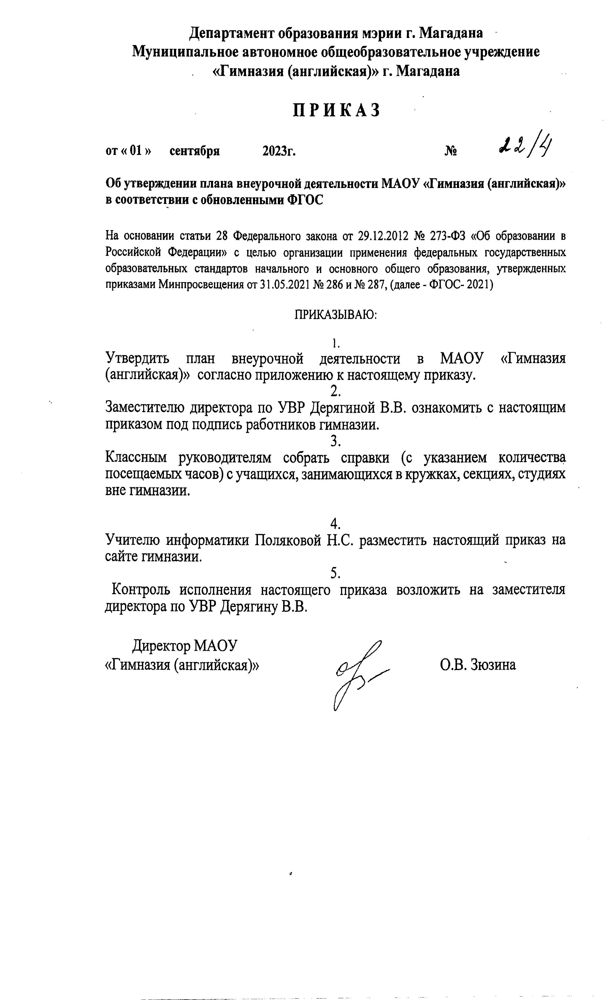 Департамент образования мэрии г. Магадана
Муниципальное автономное общеобразовательное учреждение
«Гимназия (английская)» г. Магадана
П Р И К А З
от « 01 » сентября 2023г. № 22/4
Об утверждении плана внеурочной деятельности МАОУ «Гимназия (английская)»
в соответствии с обновленными ФГОС
На основании статьи 28 Федерального закона от 29.12.2012 № 273-ФЗ «Об образовании в
Российской Федерации» с целью организации применения федеральных государственных
образовательных стандартов начального и основного общего образования, утвержденных
приказами Минпросвещения от 31.05.2021 № 286 и № 287, (далее - ФГОС- 2021)
ПРИКАЗЫВАЮ:
1.
Утвердить план внеурочной деятельности в МАОУ «Гимназия
(английская)» согласно приложению к настоящему приказу.
2.
Заместителю директора по УВР Дерягиной В.В. ознакомить с настоящим
приказом под подпись работников гимназии.
3.
Классным руководителям собрать справки (с указанием количества
посещаемых часов) с учащихся, занимающихся в кружках, секциях, студиях
вне гимназии.
4.
Учителю информатики Поляковой Н.С. разместить настоящий приказ на
сайте гимназии.
5.
Контроль исполнения настоящего приказа возложить на заместителя
директора по УВР Дерягину В.В.
Директор МАОУ
«Гимназия (английская)» О.В. Зюзина